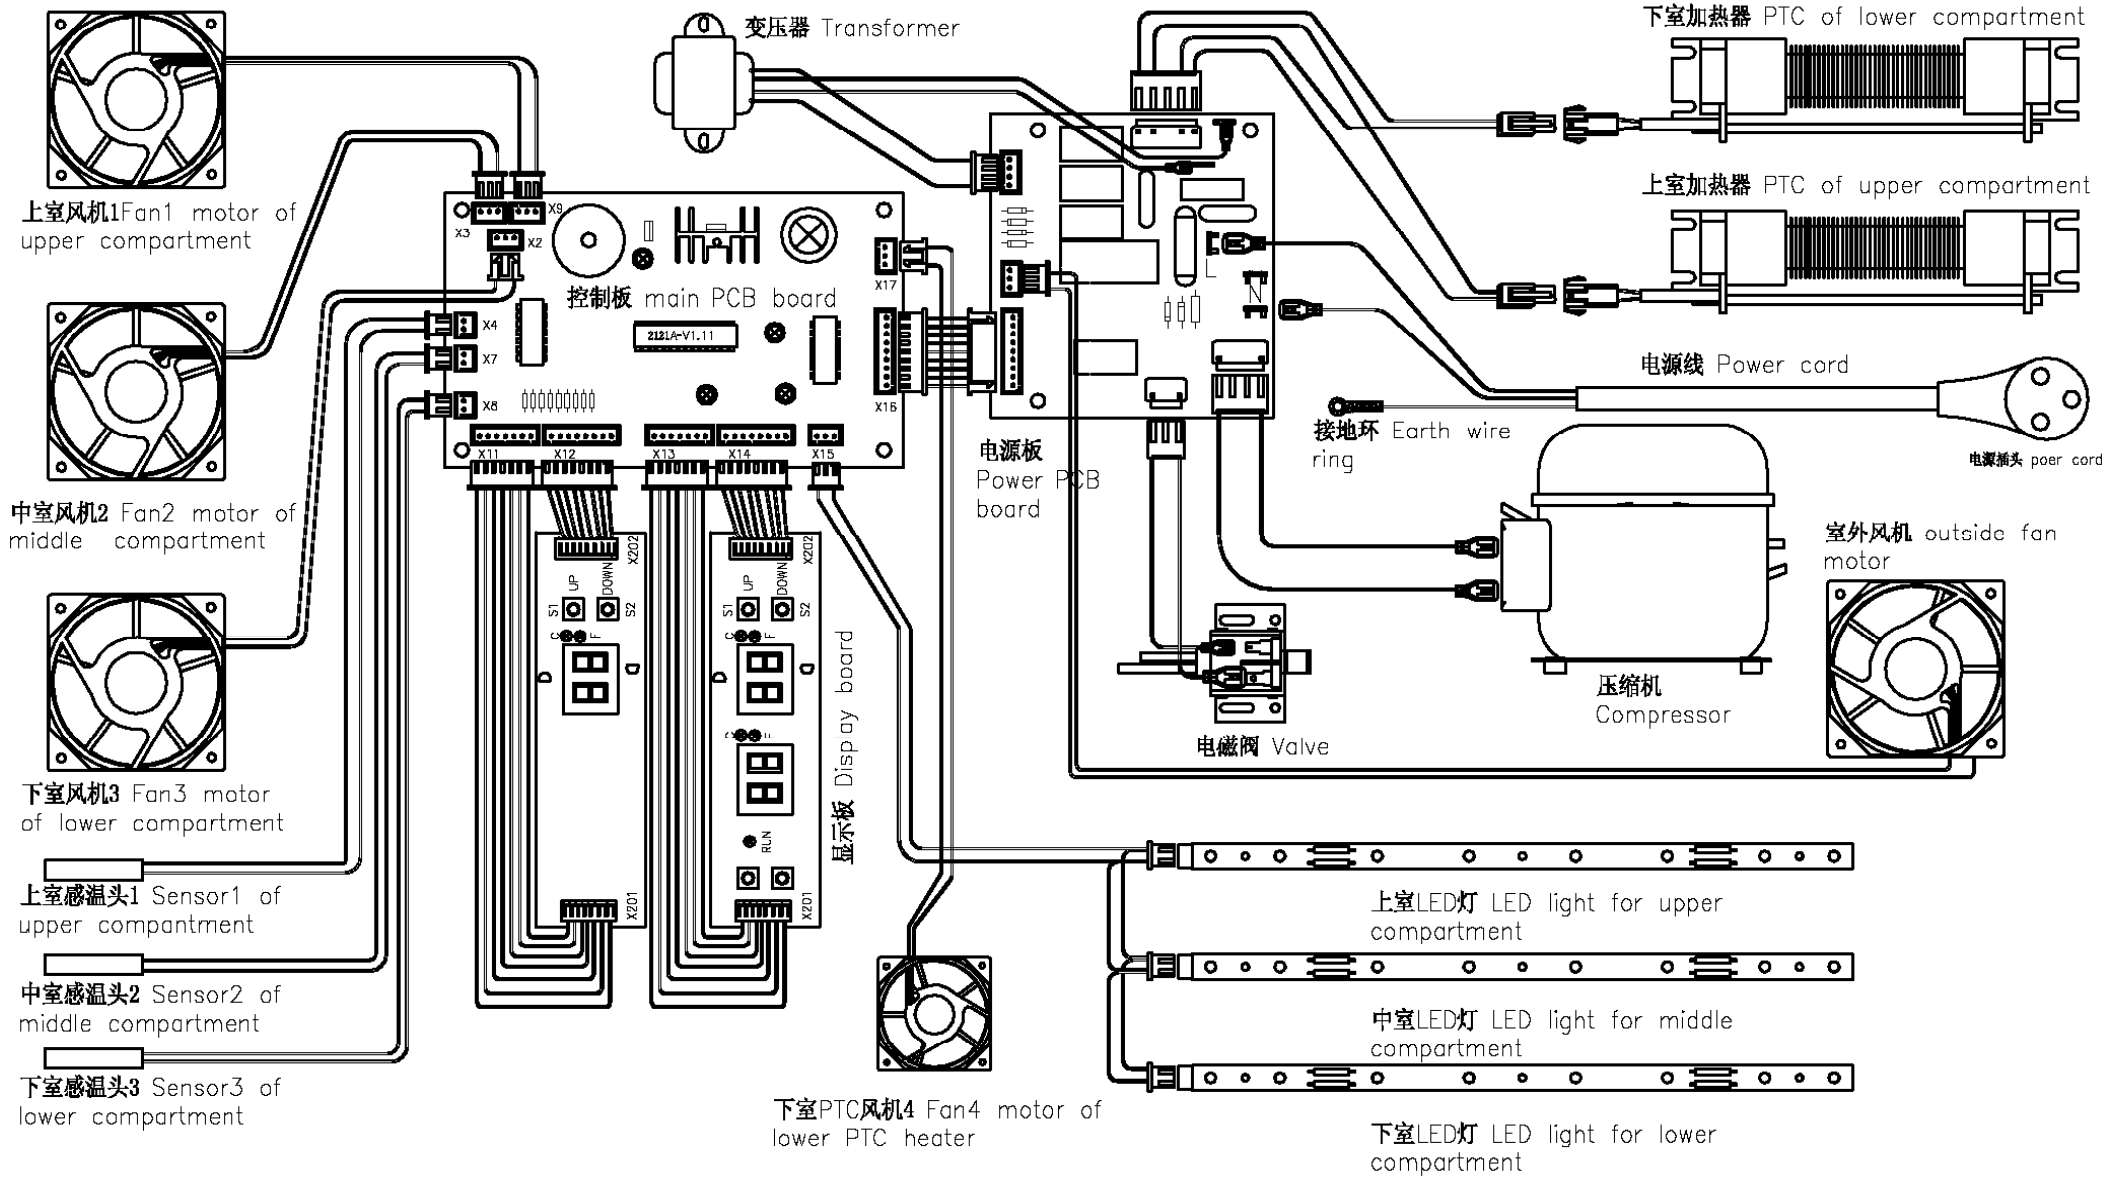 变压器 Transformer
下室加热器 PTC of lower compartment
上室风机1Fan1 motor of
upper compartment
上室加热器 PTC of upper compartment
X9
X3
X2
X17
控制板 main PCB board
L
N
X4
2121A-V1.11
X7
X8
X16
电源线 Power cord
接地环 Earth wire
ring
电源插头 poer cord
电源板
Power PCB
board
X11
X12
X13
X14
X15
中室风机2 Fan2 motor of
middle compartment
X202
X202
UP
DOWN
S1
S2
UP
DOWN
S1
S2
C
F
C
F
室外风机 outside fan
motor
压缩机
Compressor
电磁阀 Valve
C
F
显示板 Display board
RUN
下室风机3 Fan3 motor
of lower compartment
上室感温头1 Sensor1 of
upper compantment
X201
X201
上室LED灯 LED light for upper
compartment
中室感温头2 Sensor2 of
middle compartment
中室LED灯 LED light for middle
compartment
下室感温头3 Sensor3 of
lower compartment
下室PTC风机4 Fan4 motor of
lower PTC heater
下室LED灯 LED light for lower
compartment